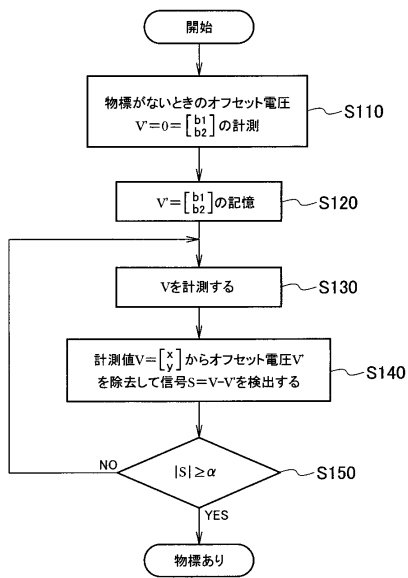 開始
物標がないときのオフセット電圧
V'=0=[b1 b2]の計測
S110
V'=[b1 b2]の記憶
S120
Vを計測する
S130
計測値V=[x y]からオフセット電圧V'
を除去して信号S=V-V'を検出する
S140
|S|≥α
S150
NO
YES
物標あり